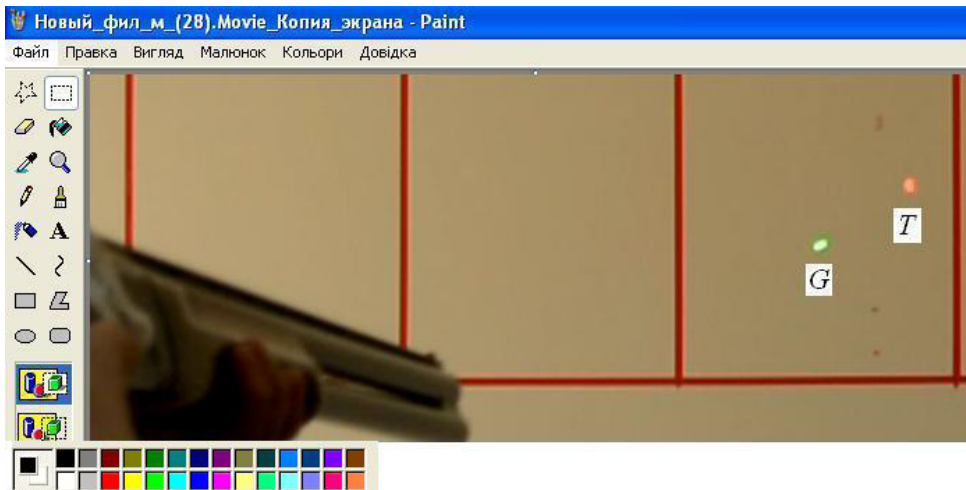 Новый_фил_м_(28).Movie_Копия_экрана - Paint
Файл Правка Вигляд Малюнок Кольори Довідка
A
T
G